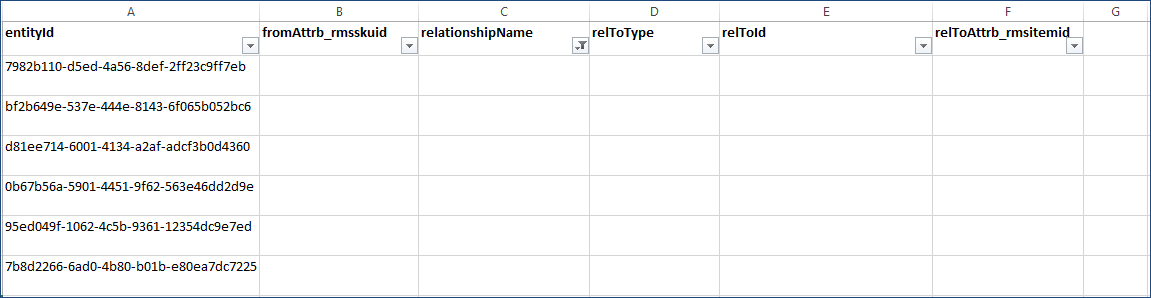 A B C D E F G
entityId fromAttrb_rmsskuid relationshipName relToType relToId relToAttrb_rmsitemid
7982b110-d5ed-4a56-8def-2ff23c9ff7eb
bf2b649e-537e-444e-8143-6f065b052bc6
d81ee714-6001-4134-a2af-adcf3b0d4360
0b67b56a-5901-4451-9f62-563e46dd2d9e
95ed049f-1062-4c5b-9361-12354dc9e7ed
7b8d2266-6ad0-4b80-b01b-e80ea7dc7225